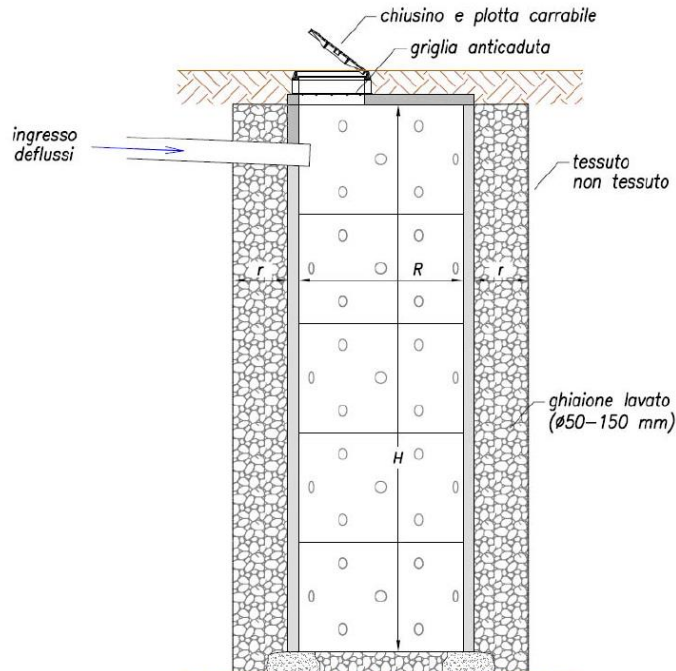 chiusino e plotta carrabile
griglia anticaduta
ingresso
deflussi
tessuto
non tessuto
r
R
r
ghiaione lavato
(ø50–150 mm)
H